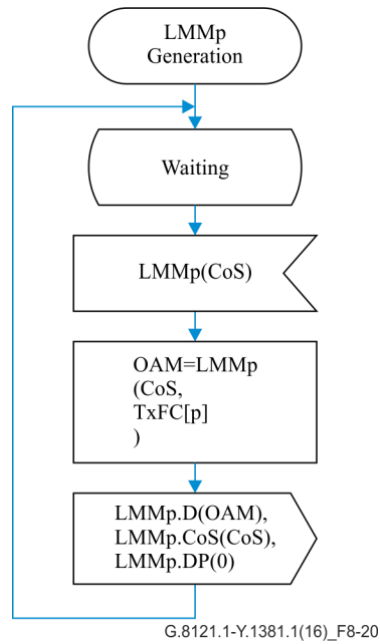 LMMp
Generation
Waiting
LMMp(CoS)
OAM=LMMp
(CoS,
TxFC[p]
)
LMMp.D(OAM),
LMMp.CoS(CoS),
LMMp.DP(0)
G.8121.1-Y.1381.1(16)_F8-20